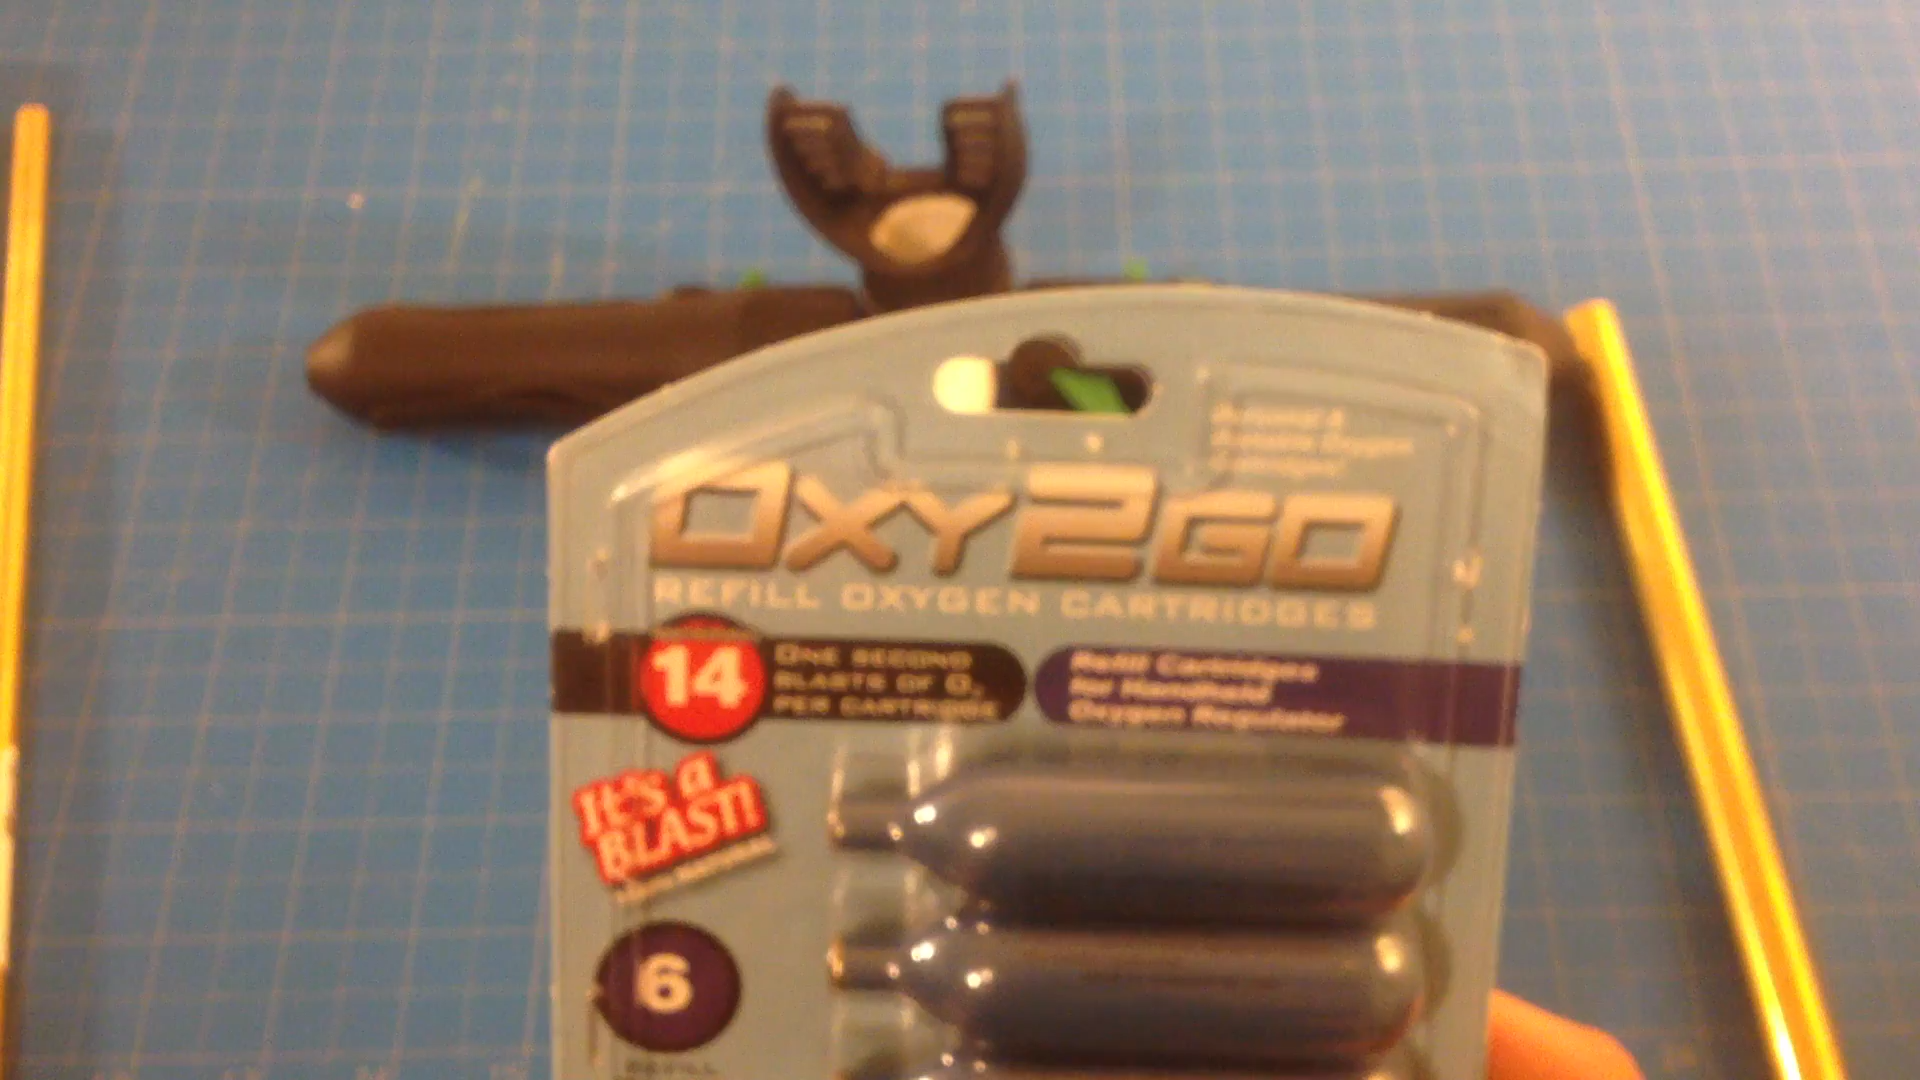 OXY2GO
REFILL OXYGEN CARTRIDGES
14
ONE SECOND
BLASTS OF O2
PER CARTRIDGE
Refill Cartridges
for Handheld
Oxygen Regulator
It's a
BLAST!
6
REFILL